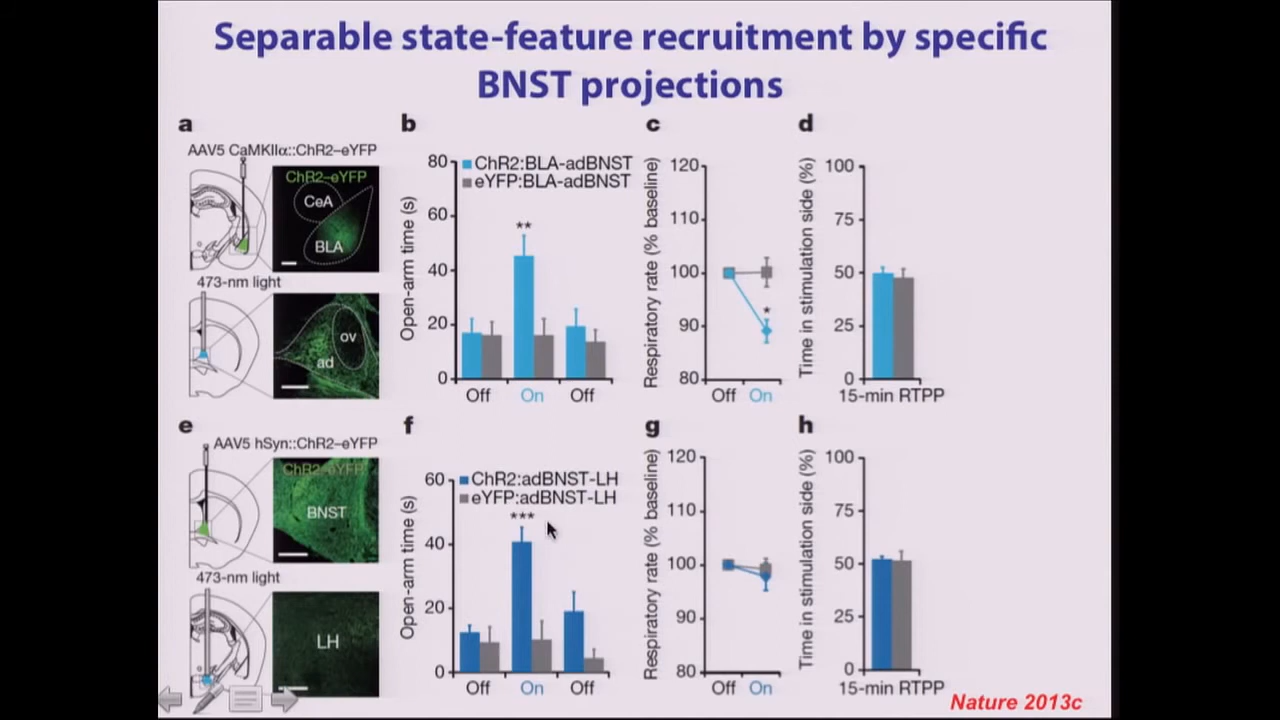 Separable state-feature recruitment by specific
BNST projections
a
AAV5 CaMKIIα::ChR2–eYFP
ChR2–eYFP
CeA
BLA
473-nm light
ov
ad
b
80
60
40
20
0
Open-arm time (s)
ChR2:BLA-adBNST
eYFP:BLA-adBNST
**
Off On Off
c
120
110
100
90
80
Respiratory rate (% baseline)
*
Off On
d
100
75
50
25
0
Time in stimulation side (%)
15-min RTPP
e
AAV5 hSyn::ChR2–eYFP
ChR2–eYFP
BNST
473-nm light
LH
f
60
40
20
0
Open-arm time (s)
ChR2:adBNST-LH
eYFP:adBNST-LH
***
Off On Off
g
120
110
100
90
80
Respiratory rate (% baseline)
Off On
h
100
75
50
25
0
Time in stimulation side (%)
15-min RTPP
Nature 2013c